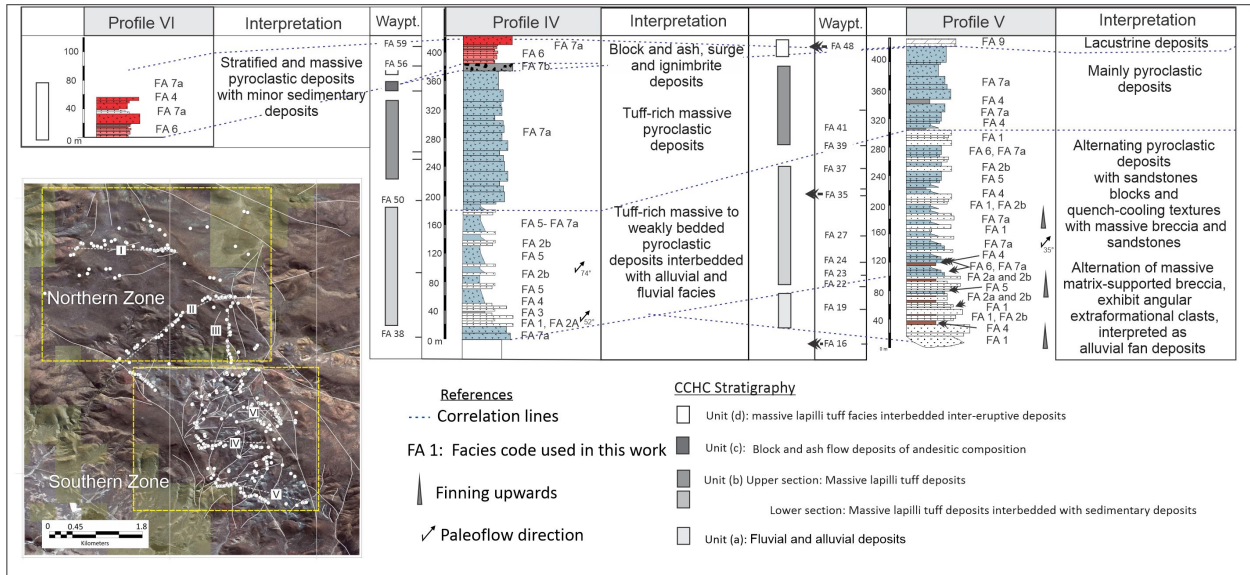 Profile VI
Interpretation
100
80
40
0 m
FA 7a
FA 4
FA 7a
FA 6
Stratified and massive
pyroclastic deposits
with minor sedimentary
deposits
Waypt.
FA 59
FA 56
FA 50
FA 38
Profile IV
Interpretation
400
360
320
280
240
200
160
120
80
40
0 m
FA 7a
FA 6
FA 7b
FA 7a
FA 5- FA 7a
FA 2b
FA 5
FA 2b
74°
FA 5
FA 4
FA 3
FA 1, FA 2A
52°
FA 7a
Block and ash, surge
and ignimbrite
deposits
Tuff-rich massive
pyroclastic
deposits
Tuff-rich massive to
weakly bedded
pyroclastic
deposits interbedded
with alluvial and
fluvial facies
Waypt.
FA 48
FA 41
FA 39
FA 37
FA 35
FA 27
FA 24
FA 23
FA 22
FA 19
FA 16
Profile V
Interpretation
400
360
320
280
240
200
160
120
80
40
0 m
FA 9
FA 7a
FA 4
FA 7a
FA 4
FA 1
FA 6, FA 7a
FA 2b
FA 5
FA 4
FA 1, FA 2b
FA 7a
FA 1
FA 7a
35°
FA 4
FA 6, FA 7a
FA 2a and 2b
FA 5
FA 2a and 2b
FA 1
FA 1, FA 2b
FA 4
FA 1
Lacustrine deposits
Mainly pyroclastic
deposits
Alternating pyroclastic
deposits
with sandstones
blocks and
quench-cooling textures
with massive breccia and
sandstones
Alternation of massive
matrix-supported breccia,
exhibit angular
extraformational clasts,
interpreted as
alluvial fan deposits
I
Northern Zone
II
III
VI
IV
Southern Zone
V
0 0.45 1.8
Kilometers
References
Correlation lines
FA 1: Facies code used in this work
Finning upwards
Paleoflow direction
CCHC Stratigraphy
Unit (d): massive lapilli tuff facies interbedded inter-eruptive deposits
Unit (c): Block and ash flow deposits of andesitic composition
Unit (b) Upper section: Massive lapilli tuff deposits
Lower section: Massive lapilli tuff deposits interbedded with sedimentary deposits
Unit (a): Fluvial and alluvial deposits